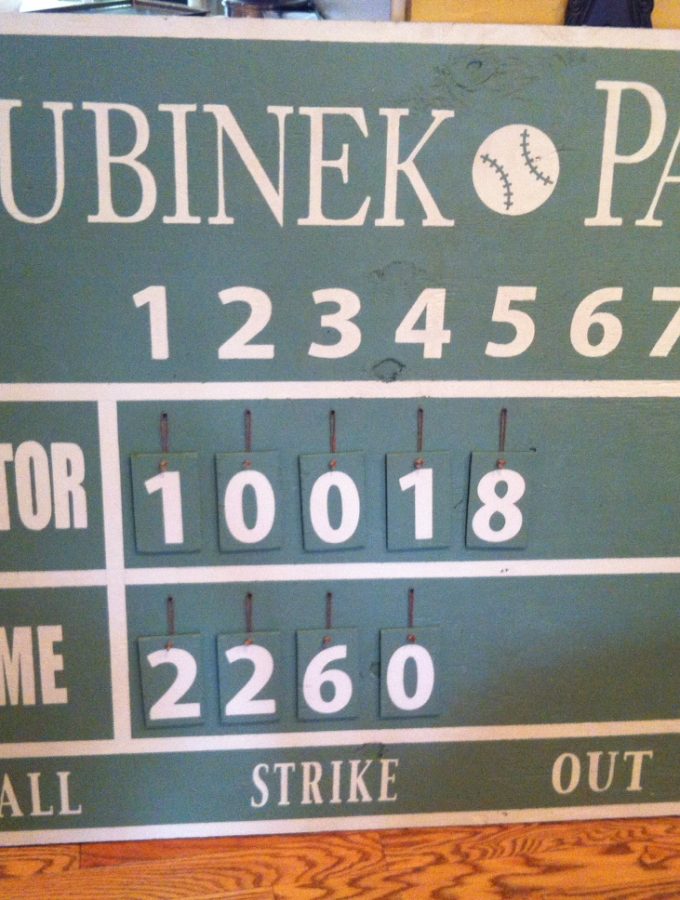 UBINEK PA
1 2 3 4 5 6 7
TOR 1 0 0 1 8
ME 2 2 6 0
ALL STRIKE OUT